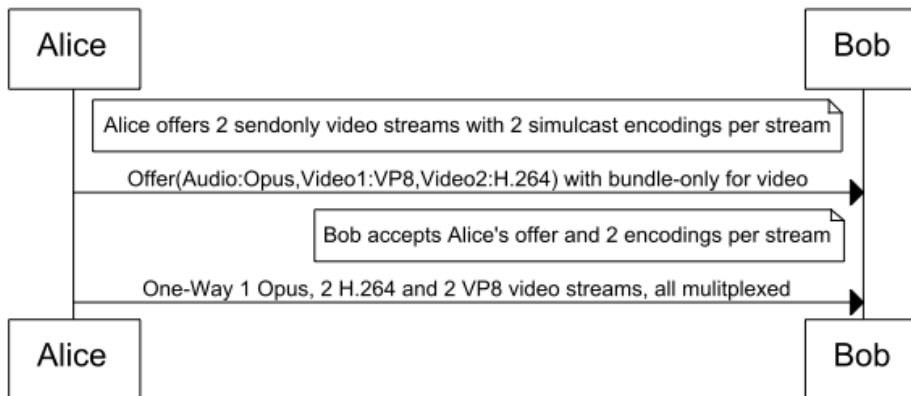 Alice Bob
Alice offers 2 sendonly video streams with 2 simulcast encodings per stream
Offer(Audio:Opus,Video1:VP8,Video2:H.264) with bundle-only for video
Bob accepts Alice's offer and 2 encodings per stream
One-Way 1 Opus, 2 H.264 and 2 VP8 video streams, all mulitplexed
Alice Bob